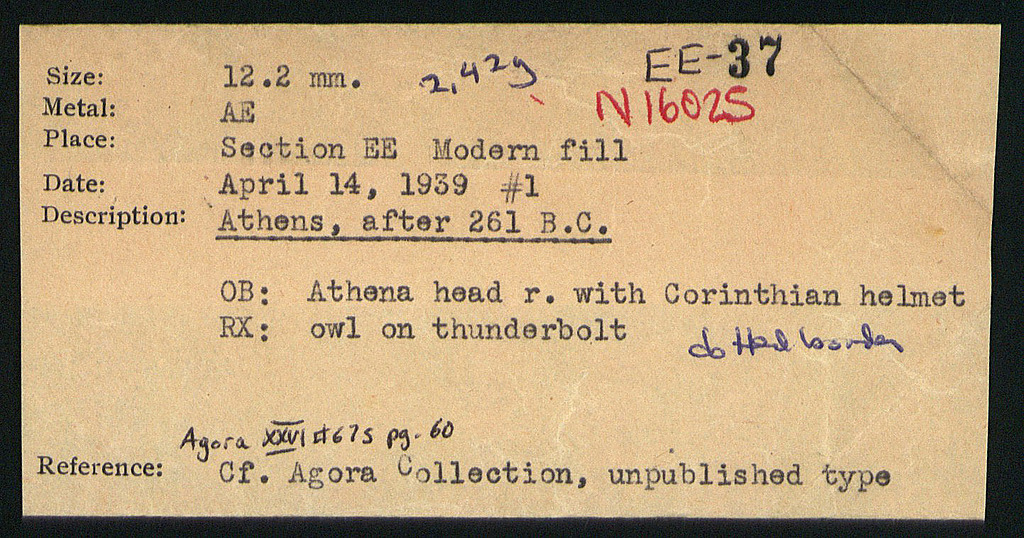 EE-37
Size: 12.2 mm. 2,42g N16025
Metal: AE
Place: Section EE Modern fill
Date: April 14, 1939 #1
Description: Athens, after 261 B.C.
OB: Athena head r. with Corinthian helmet
RX: owl on thunderbolt
dotted border
Agora XXVI #675 pg. 60
Reference: Cf. Agora Collection, unpublished type